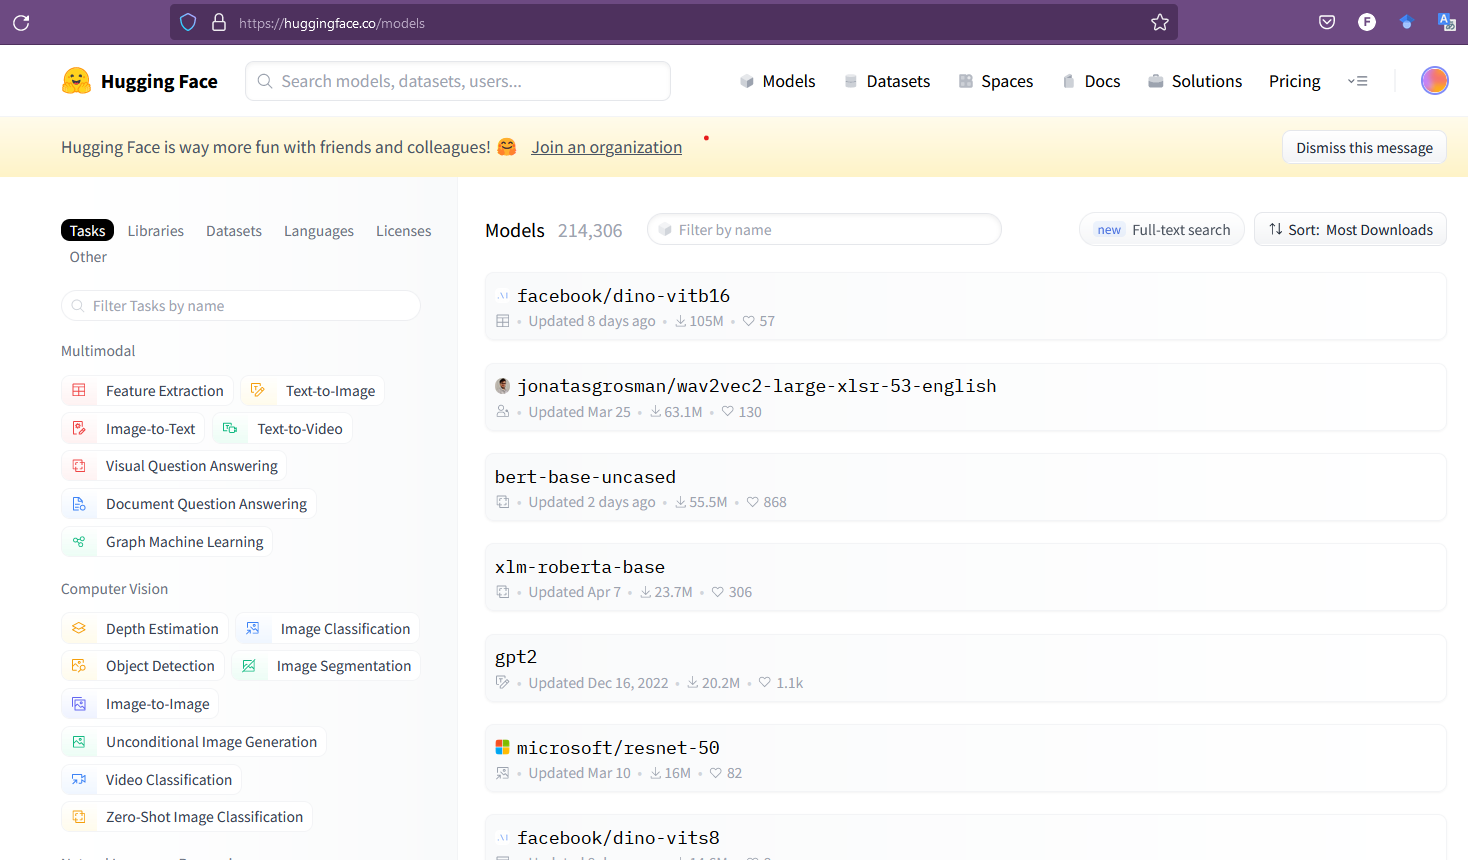 https://huggingface.co/models
Hugging Face
Search models, datasets, users...
Models
Datasets
Spaces
Docs
Solutions
Pricing
Hugging Face is way more fun with friends and colleagues! 🤗 Join an organization
Dismiss this message
Tasks Libraries Datasets Languages Licenses
Other
Filter Tasks by name
Multimodal
Feature Extraction Text-to-Image
Image-to-Text Text-to-Video
Visual Question Answering
Document Question Answering
Graph Machine Learning
Computer Vision
Depth Estimation Image Classification
Object Detection Image Segmentation
Image-to-Image
Unconditional Image Generation
Video Classification
Zero-Shot Image Classification
Models 214,306
Filter by name
new Full-text search
Sort: Most Downloads
facebook/dino-vitb16
• Updated 8 days ago • 105M • 57
jonatasgrosman/wav2vec2-large-xlsr-53-english
• Updated Mar 25 • 63.1M • 130
bert-base-uncased
• Updated 2 days ago • 55.5M • 868
xlm-roberta-base
• Updated Apr 7 • 23.7M • 306
gpt2
• Updated Dec 16, 2022 • 20.2M • 1.1k
microsoft/resnet-50
• Updated Mar 10 • 16M • 82
facebook/dino-vits8